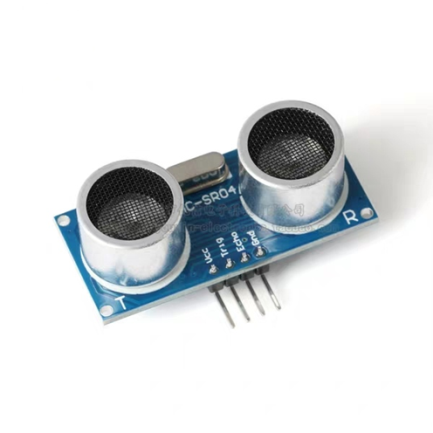 HC-SR04
T
Vcc
Trig
Echo
Gnd
R